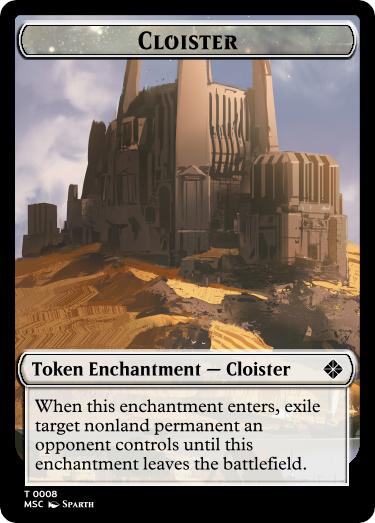 Cloister
Token Enchantment — Cloister
When this enchantment enters, exile
target nonland permanent an
opponent controls until this
enchantment leaves the battlefield.
T 0008
MSC Sparth